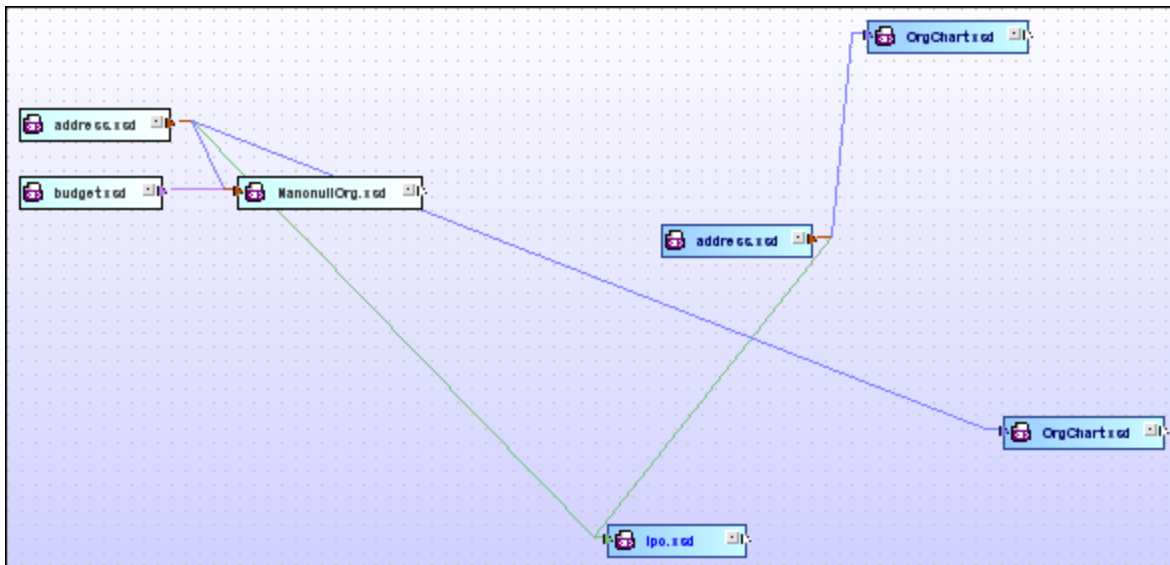 OrgChart.xsd
address.xsd
budget.xsd
NanonullOrg.xsd
address.xsd
OrgChart.xsd
ipo.xsd